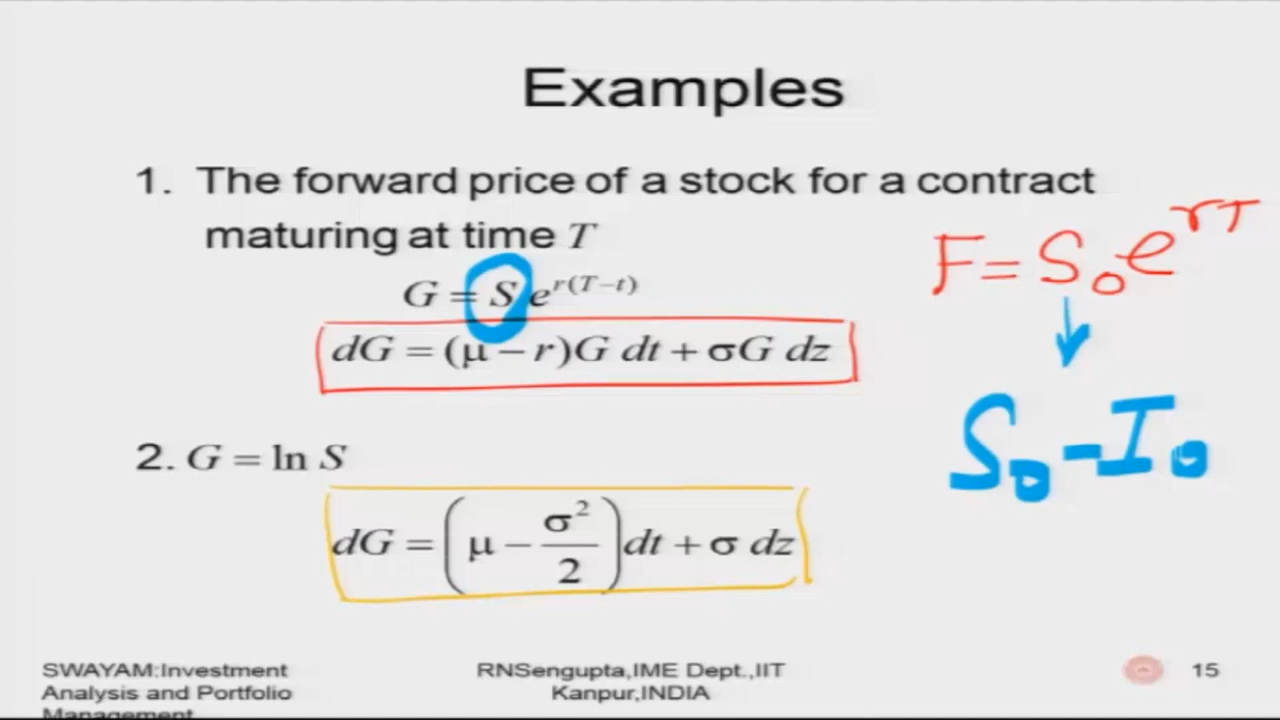 Examples
1. The forward price of a stock for a contract
maturing at time T
G = S e^{r(T−t)}
dG = (μ − r)G dt + σG dz
2. G = ln S
dG = (μ − σ²/2) dt + σ dz
F = S₀e^{rT}
S₀ - I₀
SWAYAM:Investment
Analysis and Portfolio
Management
RNSengupta,IME Dept.,IIT
Kanpur,INDIA
15